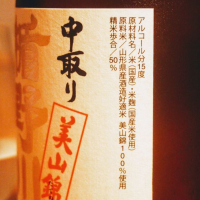 アルコール分15度
原材料名／米（国産）・米麹（国産米使用）
原料米／山形県産酒造好適米 美山錦100％使用
精米歩合／50％
中取り
美山錦